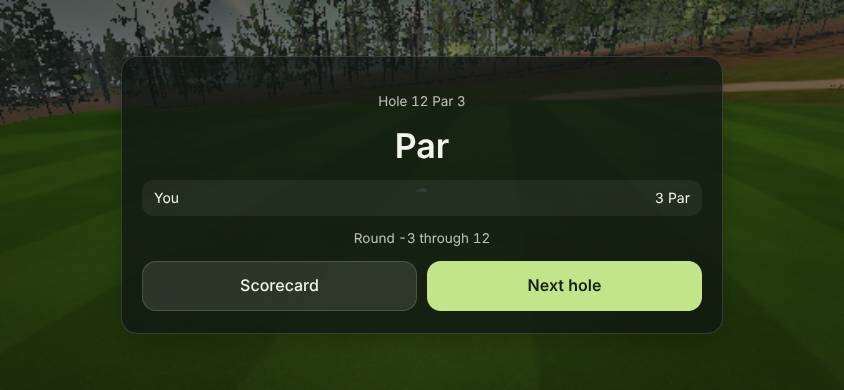 Hole 12 Par 3
Par
You 3 Par
Round -3 through 12
Scorecard Next hole